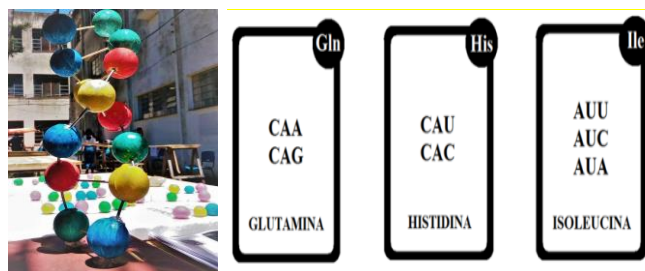 Gln
CAA
CAG
GLUTAMINA
His
CAU
CAC
HISTIDINA
Ile
AUU
AUC
AUA
ISOLEUCINA